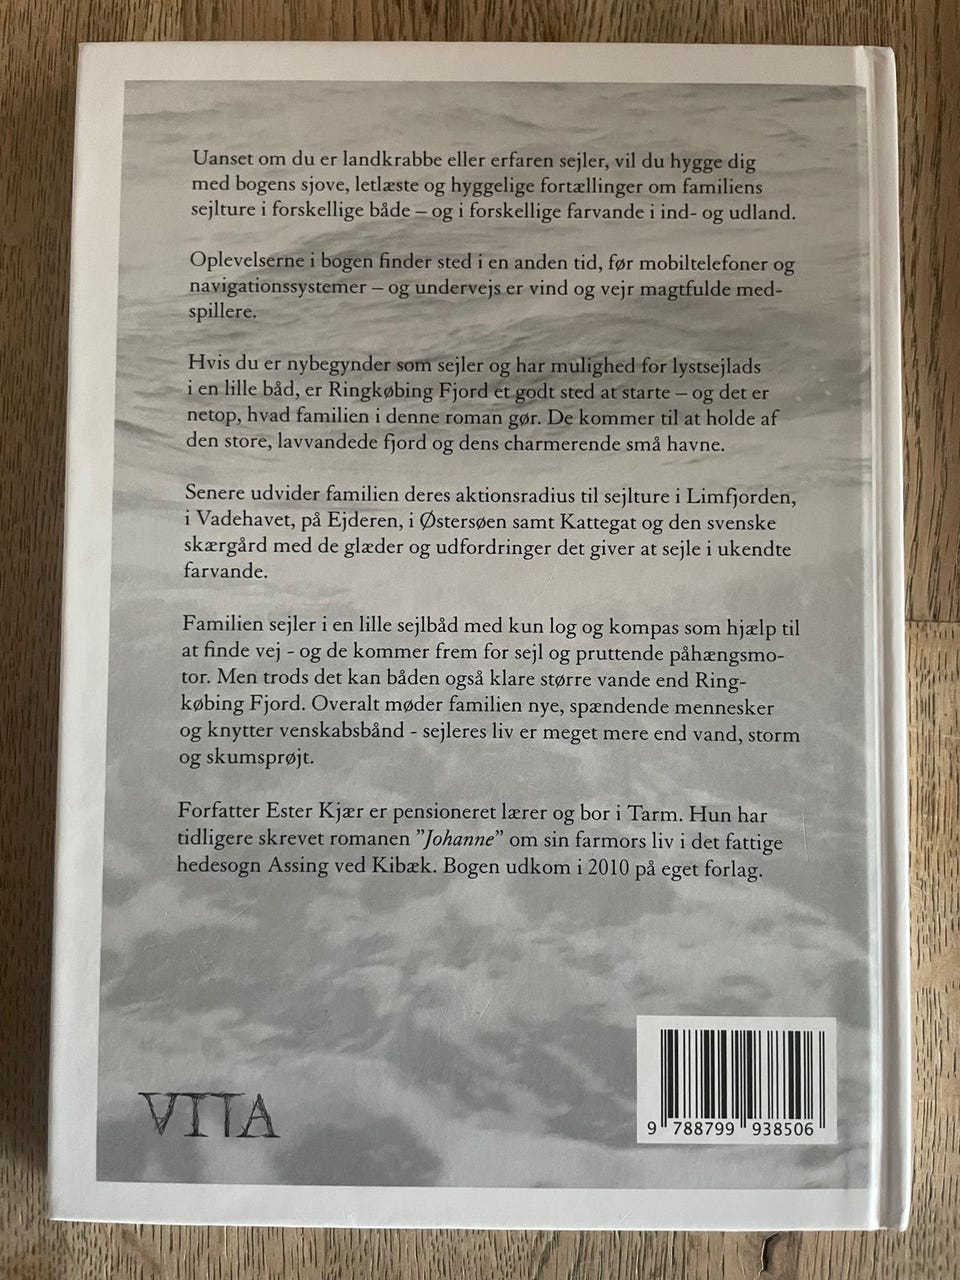 Uanset om du er landkrabbe eller erfaren sejler, vil du hygge dig
med bogens sjove, letlæste og hyggelige fortællinger om familiens
sejlture i forskellige både – og i forskellige farvande i ind- og udland.
Oplevelserne i bogen finder sted i en anden tid, før mobiltelefoner og
navigationssystemer – og undervejs er vind og vejr magtfulde med-
spillere.
Hvis du er nybegynder som sejler og har mulighed for lystsejlads
i en lille båd, er Ringkøbing Fjord et godt sted at starte – og det er
netop, hvad familien i denne roman gør. De kommer til at holde af
den store, lavvandede fjord og dens charmerende små havne.
Senere udvider familien deres aktionsradius til sejlture i Limfjorden,
i Vadehavet, på Ejderen, i Østersøen samt Kattegat og den svenske
skærgård med de glæder og udfordringer det giver at sejle i ukendte
farvande.
Familien sejler i en lille sejlbåd med kun log og kompas som hjælp til
at finde vej - og de kommer frem for sejl og pruttende påhængsmo-
tor. Men trods det kan båden også klare større vande end Ring-
købing Fjord. Overalt møder familien nye, spændende mennesker
og knytter venskabsbånd - sejleres liv er meget mere end vand, storm
og skumsprøjt.
Forfatter Ester Kjær er pensioneret lærer og bor i Tarm. Hun har
tidligere skrevet romanen ”Johanne” om sin farmors liv i det fattige
hedesogn Assing ved Kibæk. Bogen udkom i 2010 på eget forlag.
VITA
9 788799 938506